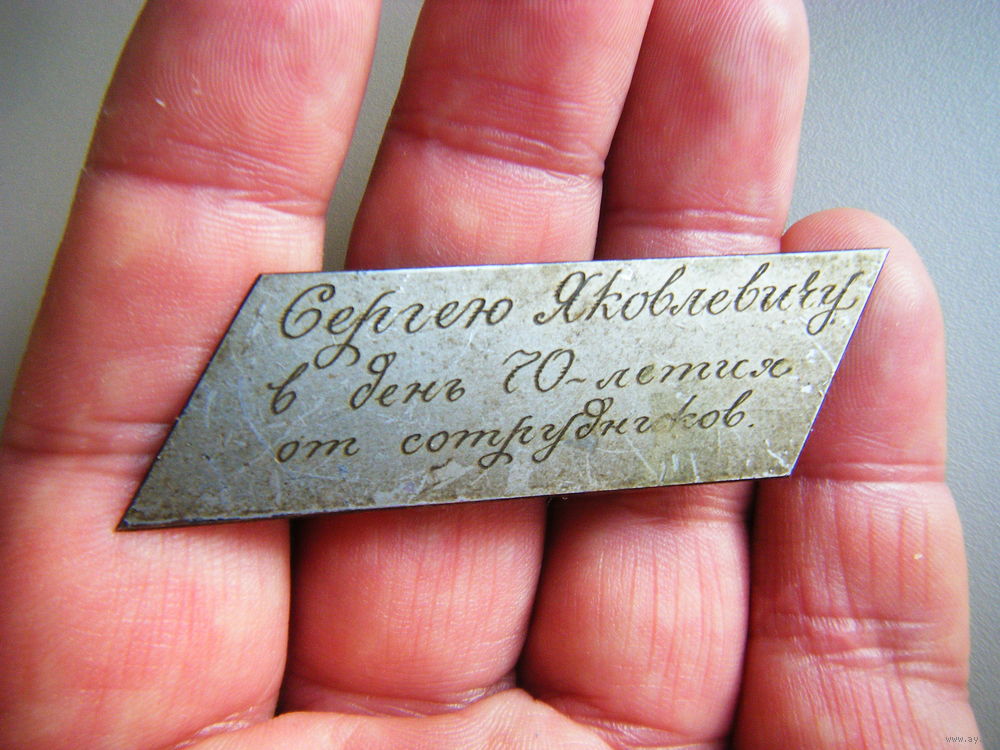 Сергею Яковлевичу
в день 70-летия
от сотрудников.